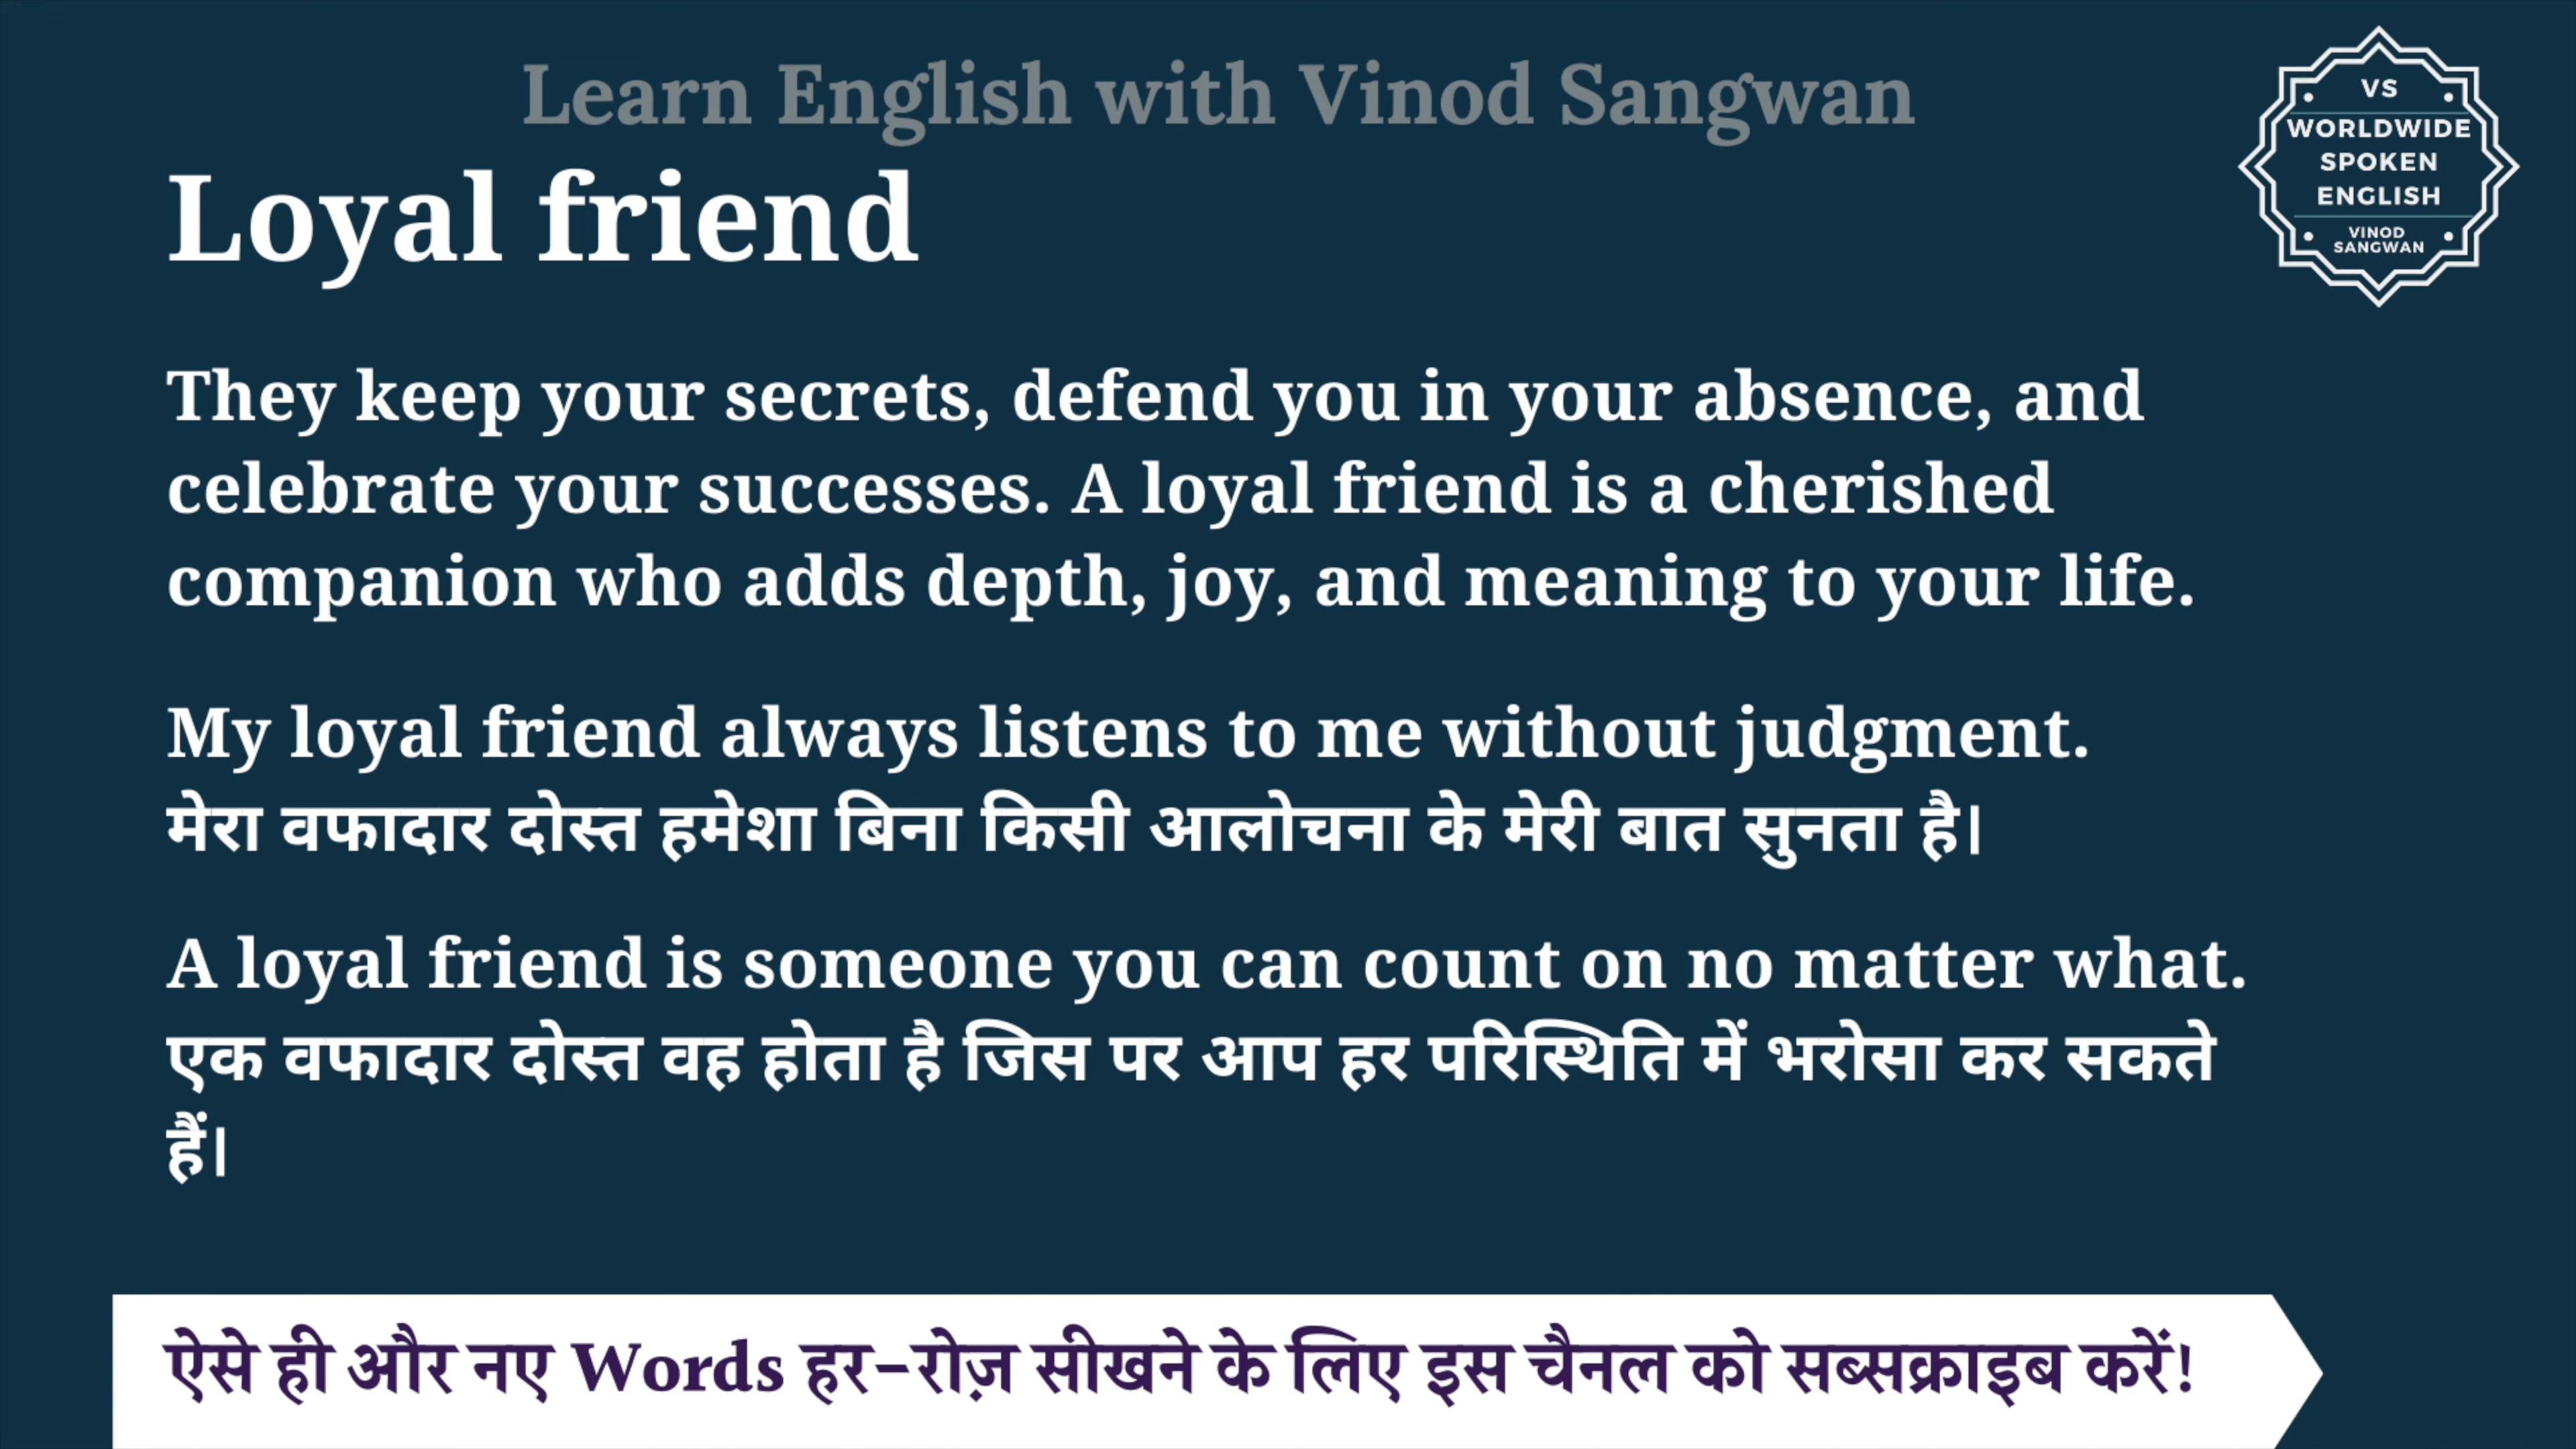 Learn English with Vinod Sangwan
VS
WORLDWIDE
SPOKEN
ENGLISH
VINOD
SANGWAN
Loyal friend
They keep your secrets, defend you in your absence, and
celebrate your successes. A loyal friend is a cherished
companion who adds depth, joy, and meaning to your life.
My loyal friend always listens to me without judgment.
मेरा वफादार दोस्त हमेशा बिना किसी आलोचना के मेरी बात सुनता है।
A loyal friend is someone you can count on no matter what.
एक वफादार दोस्त वह होता है जिस पर आप हर परिस्थिति में भरोसा कर सकते
हैं।
ऐसे ही और नए Words हर-रोज़ सीखने के लिए इस चैनल को सब्सक्राइब करें!